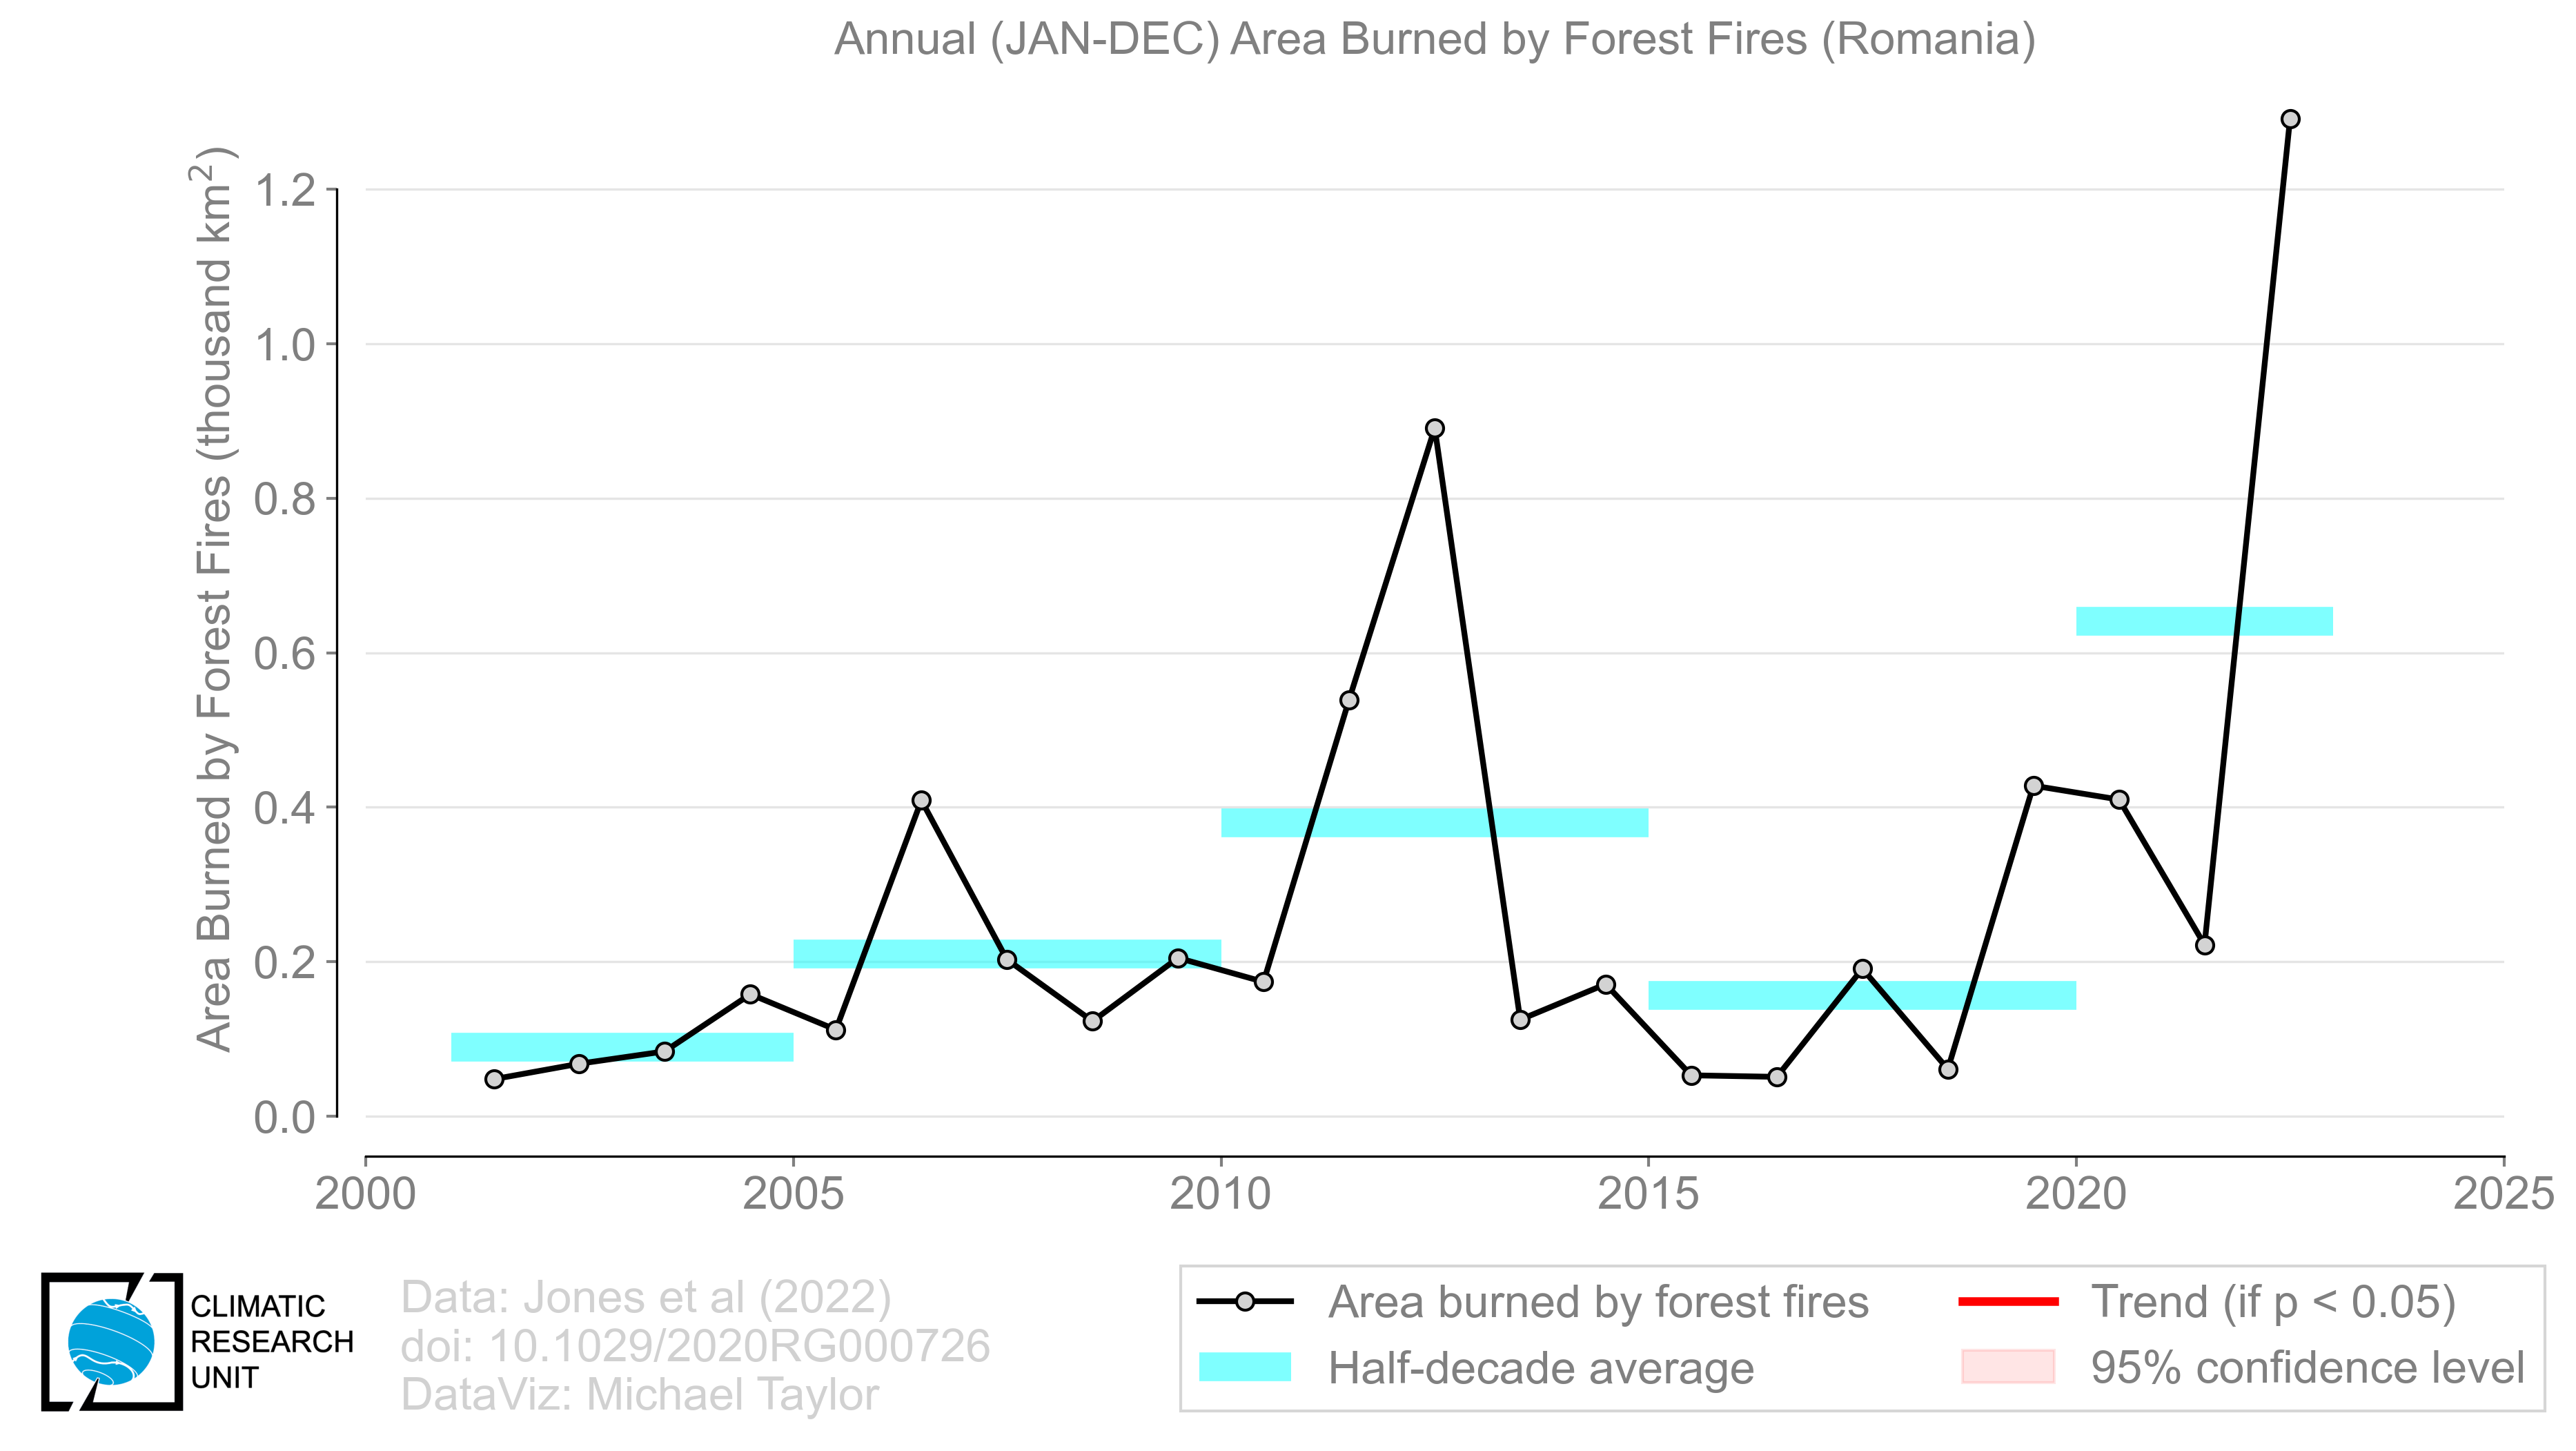 Annual (JAN-DEC) Area Burned by Forest Fires (Romania)
Area Burned by Forest Fires (thousand km²)
1.2
1.0
0.8
0.6
0.4
0.2
0.0
2000 2005 2010 2015 2020 2025
CLIMATIC
RESEARCH
UNIT
Data: Jones et al (2022)
doi: 10.1029/2020RG000726
DataViz: Michael Taylor
Area burned by forest fires
Half-decade average
Trend (if p < 0.05)
95% confidence level